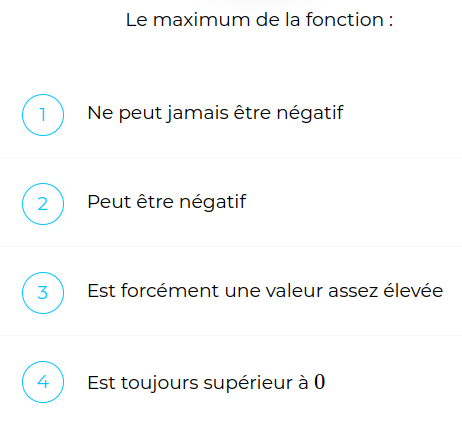 Le maximum de la fonction :
1 Ne peut jamais être négatif
2 Peut être négatif
3 Est forcément une valeur assez élevée
4 Est toujours supérieur à 0